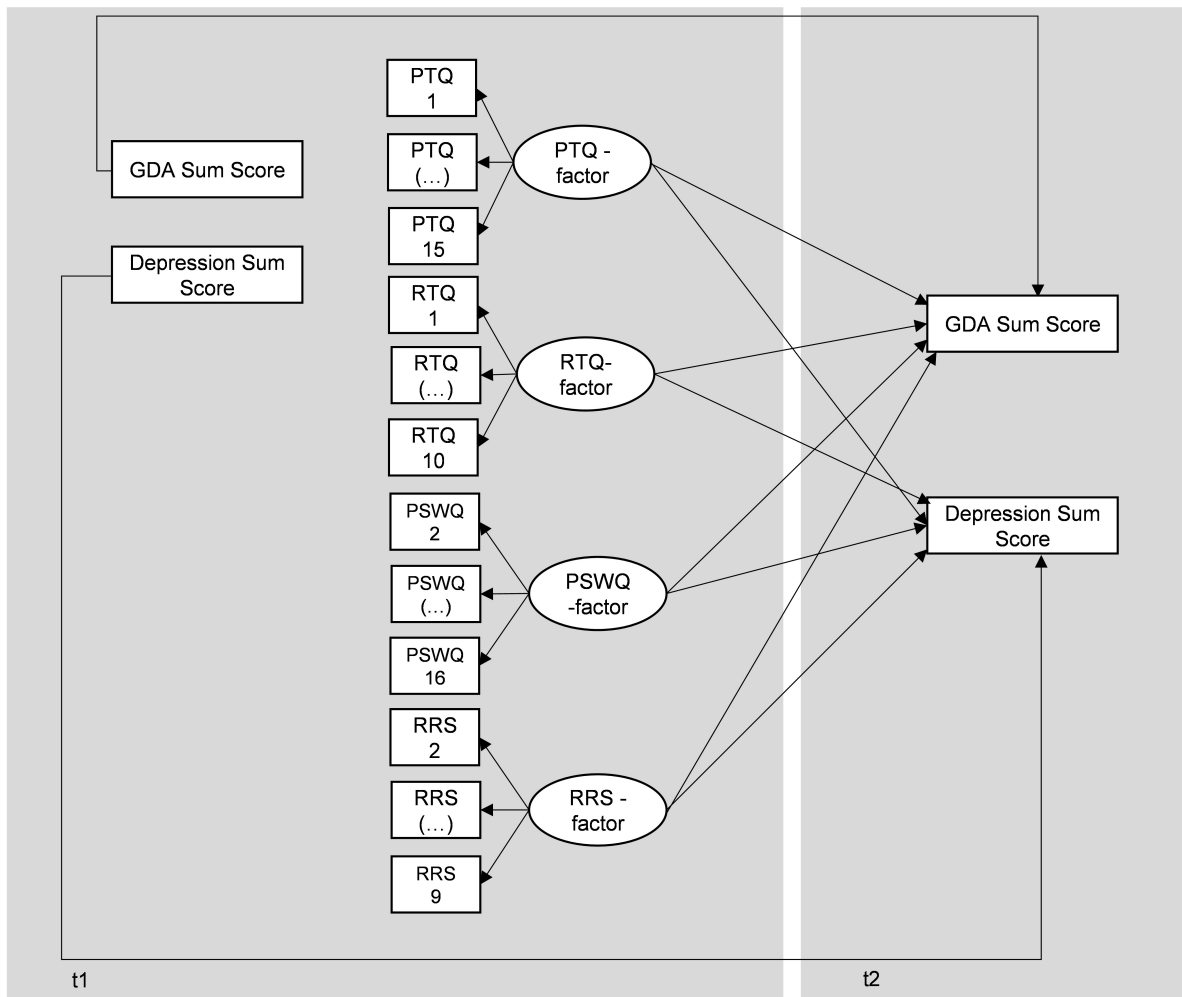 GDA Sum Score
Depression Sum
Score
PTQ
1
PTQ
(...)
PTQ
15
PTQ -
factor
RTQ
1
RTQ
(...)
RTQ
10
RTQ-
factor
PSWQ
2
PSWQ
(...)
PSWQ
16
PSWQ
-factor
RRS
2
RRS
(...)
RRS
9
RRS -
factor
GDA Sum Score
Depression Sum
Score
t1
t2